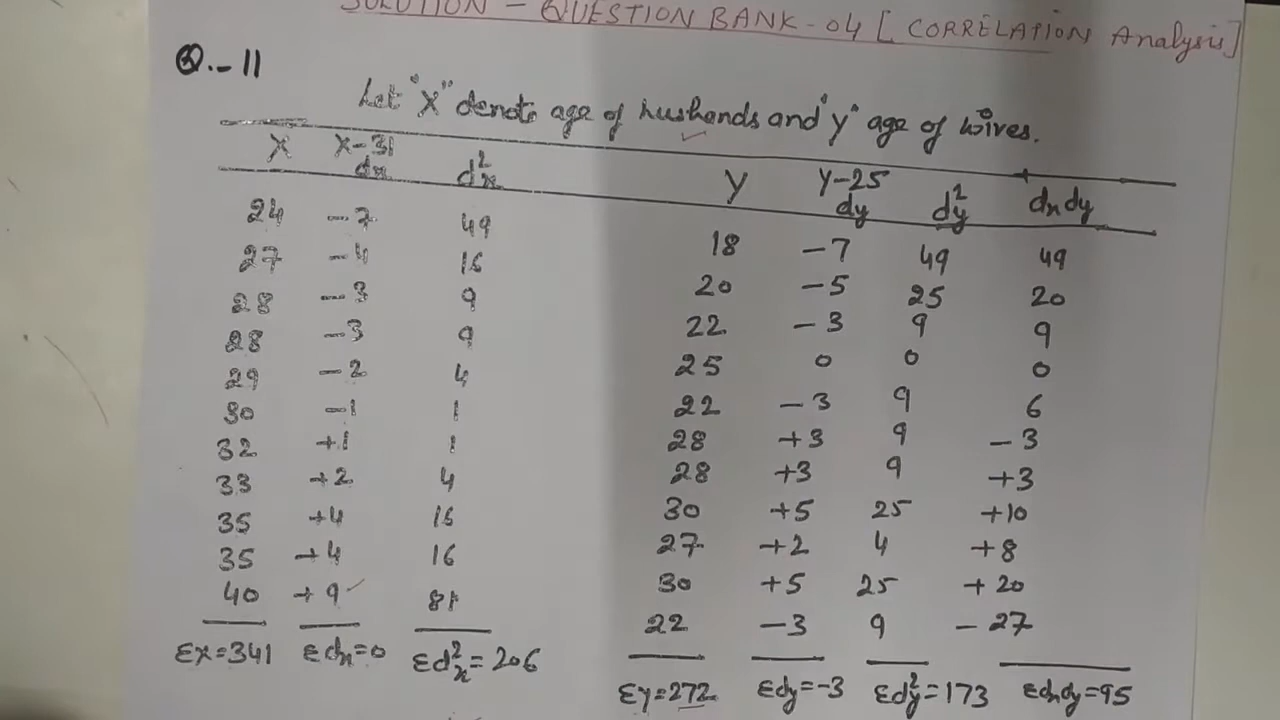 SOLUTION - QUESTION BANK-04 [ CORRELATION Analysis]
Q.-11
Let "X" denote age of husbands and "Y" age of wives.
X X-31 dx d²x Y Y-25 dy d²y dxdy
24 -7 49 18 -7 49 49
27 -4 16 20 -5 25 20
28 -3 9 22 -3 9 9
28 -3 9 25 0 0 0
29 -2 4 22 -3 9 6
30 -1 1 28 +3 9 -3
32 +1 1 28 +3 9 +3
33 +2 4 30 +5 25 +10
35 +4 16 27 +2 4 +8
35 +4 16 30 +5 25 +20
40 +9 81 22 -3 9 -27
Σx=341 Σdx=0 Σd²x=206 Σy=272 Σdy=-3 Σd²y=173 Σdxdy=95